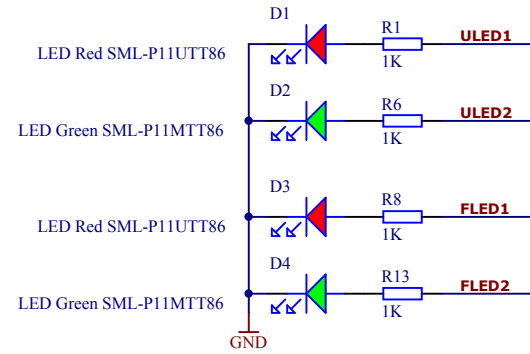 D1
R1
ULED1
LED Red SML-P11UTT86
1K
D2
R6
ULED2
LED Green SML-P11MTT86
1K
D3
R8
FLED1
LED Red SML-P11UTT86
1K
D4
R13
FLED2
LED Green SML-P11MTT86
1K
GND